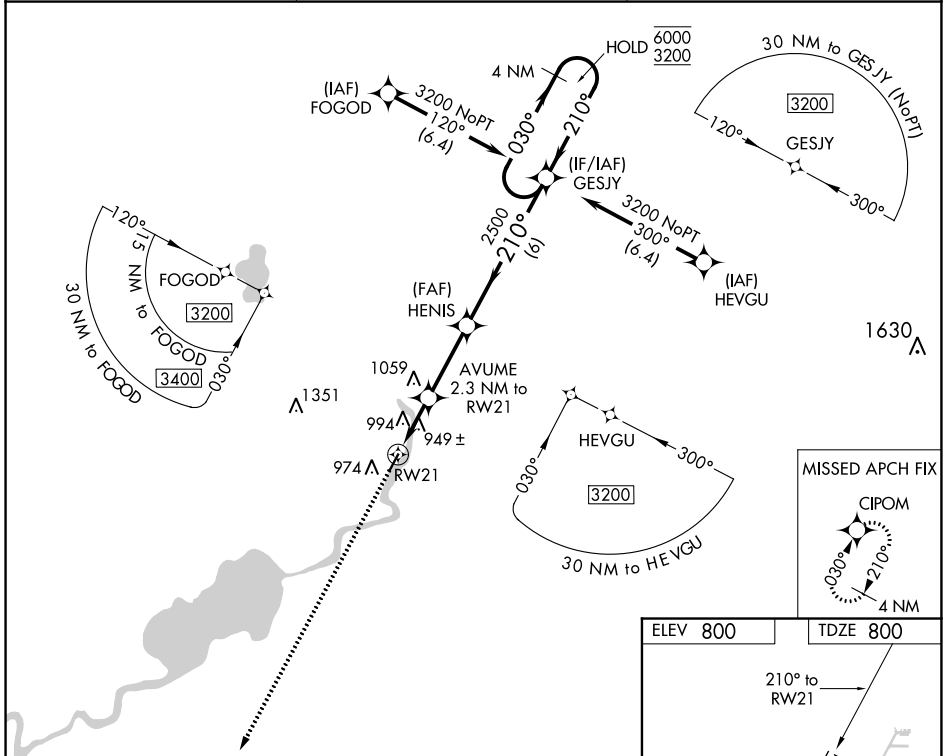 HOLD 6000
3200
4 NM
(IAF)
FOGOD
3200 NoPT
120°
(6.4)
030°
210°
(IF/IAF)
GESJY
30 NM to GESJY (NoPT)
3200
120°
GESJY
300°
2500
210°
(6)
3200 NoPT
300°
(6.4)
(IAF)
HEVGU
120°
15 NM to FOGOD
30 NM to FOGOD
FOGOD
3200
3400
030°
(FAF)
HENIS
1630
1059
AVUME
2.3 NM to
RW21
1351
994
949 ±
974
RW21
HEVGU
030°
300°
3200
30 NM to HEVGU
MISSED APCH FIX
CIPOM
030°
210°
4 NM
ELEV 800
TDZE 800
210° to
RW21